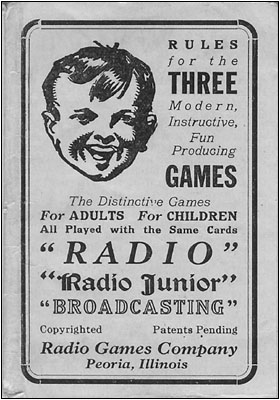 RULES
for the
THREE
Modern,
Instructive,
Fun
Producing
GAMES
The Distinctive Games
For ADULTS For CHILDREN
All Played with the Same Cards
"RADIO"
"Radio Junior"
"BROADCASTING"
Copyrighted Patents Pending
Radio Games Company
Peoria, Illinois